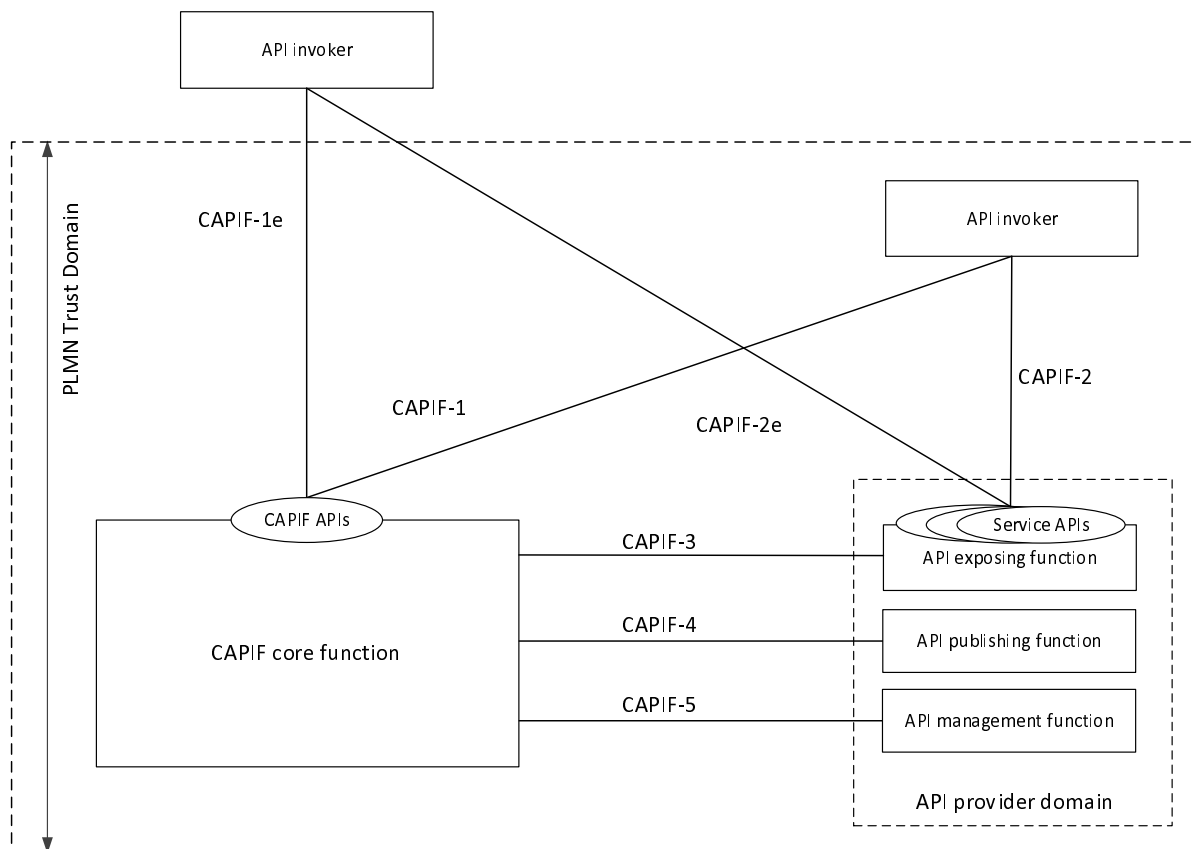 API invoker
PLMN Trust Domain
CAPIF-1e
API invoker
CAPIF-2
CAPIF-1
CAPIF-2e
CAPIF APIs
Service APIs
CAPIF-3
API exposing function
CAPIF-4
API publishing function
CAPIF core function
CAPIF-5
API management function
API provider domain